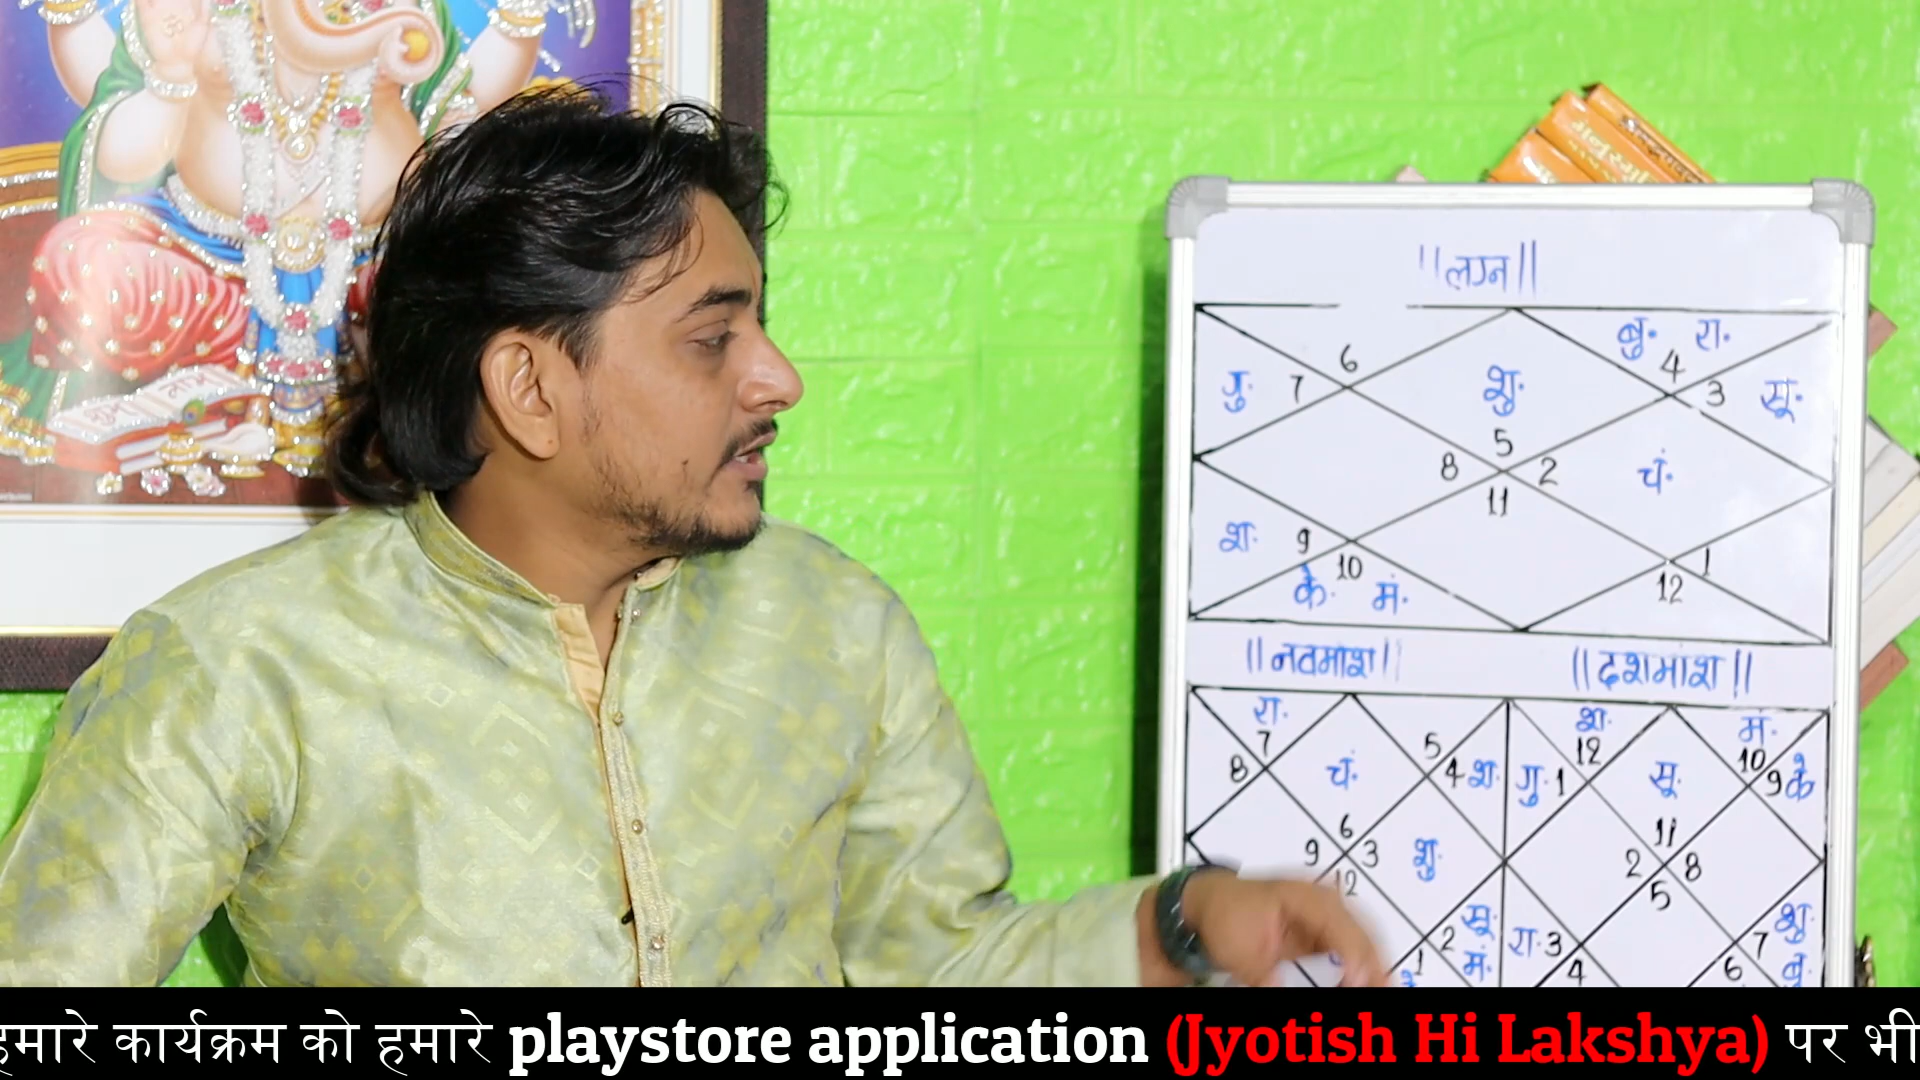 ॥लग्न॥
बु॰ रा॰
6
4
गु॰ 7
शु॰
3 सू॰
5
8 2
चं॰
11
श॰ 9
10
1
12
के॰ मं॰
॥नवमांश॥
॥दशमांश॥
रा॰
7
8
चं॰
5
4 श॰
6
9 3
शु॰
12
2 सू॰
मं॰
1
श॰
12
मं॰
10
गु॰ 1
सू॰
9 के
11
2 8
5
शु॰
रा॰ 3
7
4
6 बु॰
हमारे कार्यक्रम को हमारे playstore application (Jyotish Hi Lakshya) पर भी